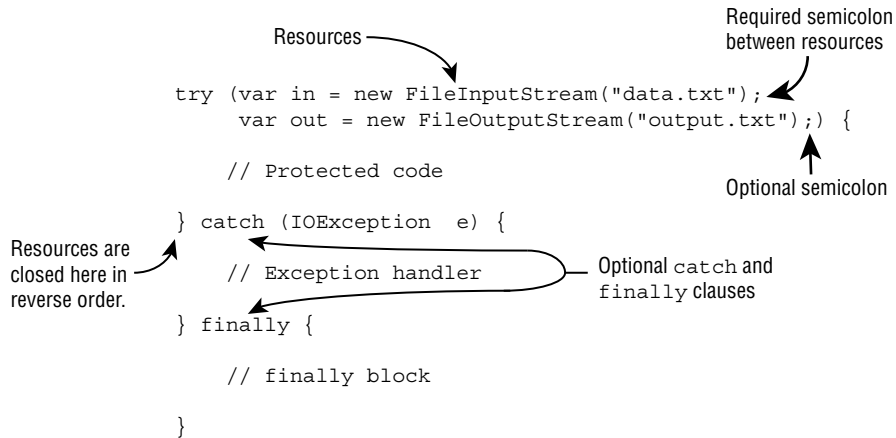 Required semicolon
between resources
Resources
try (var in = new FileInputStream("data.txt");
     var out = new FileOutputStream("output.txt");) {
    // Protected code
Optional semicolon
} catch (IOException  e) {
Resources are
closed here in
reverse order.
    // Exception handler
Optional catch and
finally clauses
} finally {
    // finally block
}